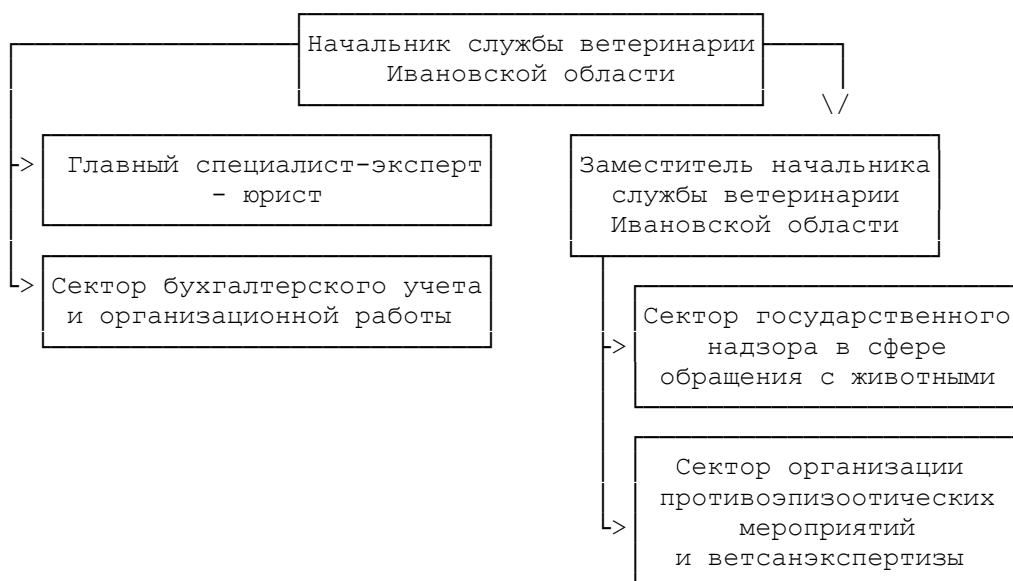 Начальник службы ветеринарии
Ивановской области
Главный специалист-эксперт
- юрист
Заместитель начальника
службы ветеринарии
Ивановской области
Сектор бухгалтерского учета
и организационной работы
Сектор государственного
надзора в сфере
обращения с животными
Сектор организации
противоэпизоотических
мероприятий
и ветсанэкспертизы